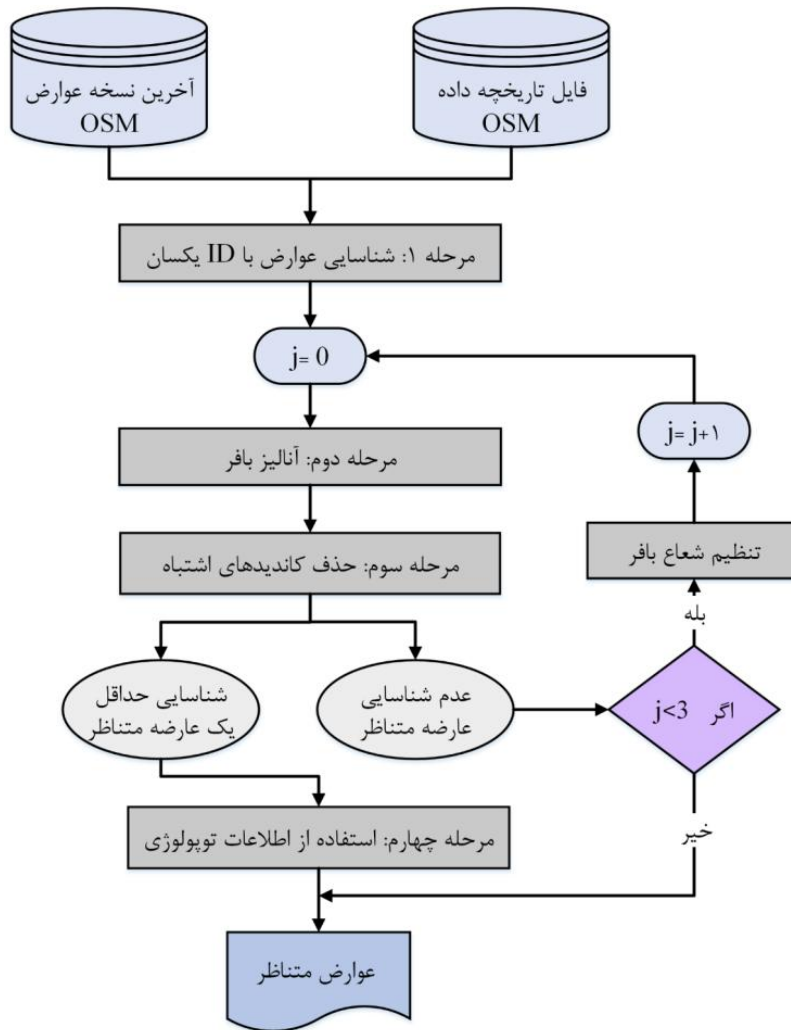 فایل تاریخچه داده
OSM
آخرین نسخه عوارض
OSM
مرحله ۱: شناسایی عوارض با ID یکسان
j= 0
j= j+۱
مرحله دوم: آنالیز بافر
تنظیم شعاع بافر
مرحله سوم: حذف کاندیدهای اشتباه
بله
اگر j<3
عدم شناسایی
عارضه متناظر
شناسایی حداقل
یک عارضه متناظر
خیر
مرحله چهارم: استفاده از اطلاعات توپولوژی
عوارض متناظر